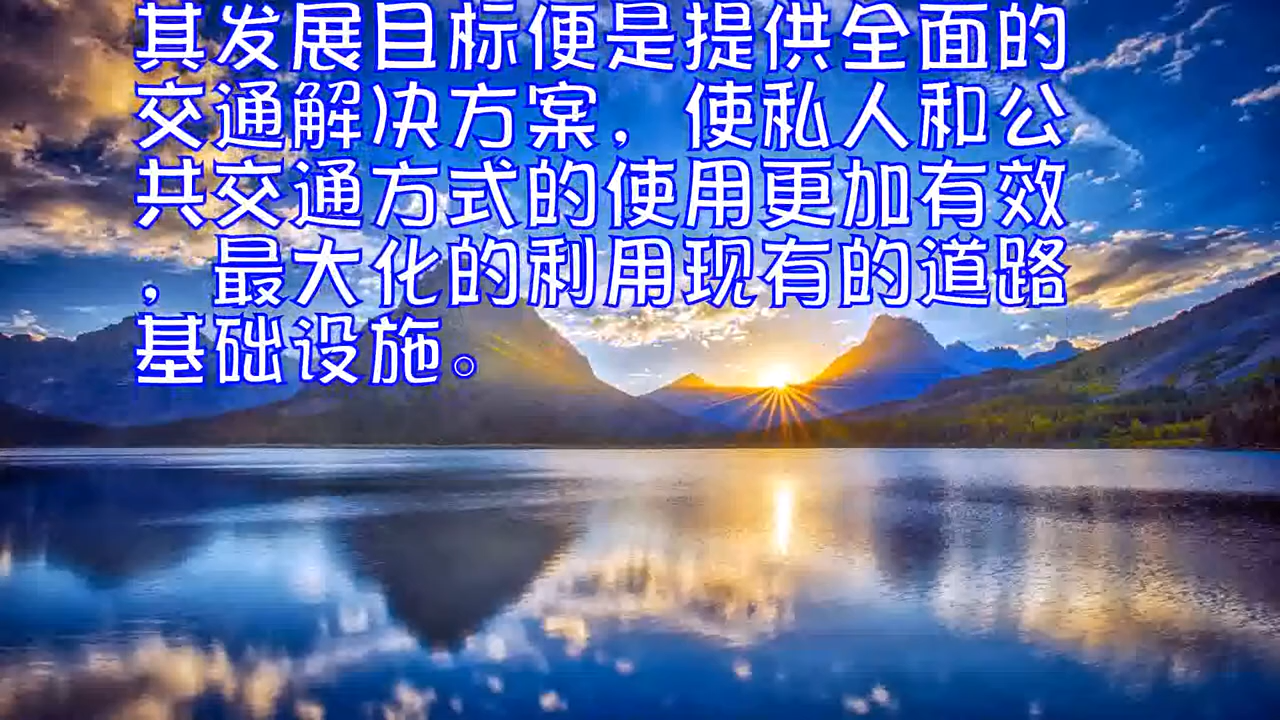 其发展目标便是提供全面的
交通解决方案，使私人和公
共交通方式的使用更加有效
，最大化的利用现有的道路
基础设施。